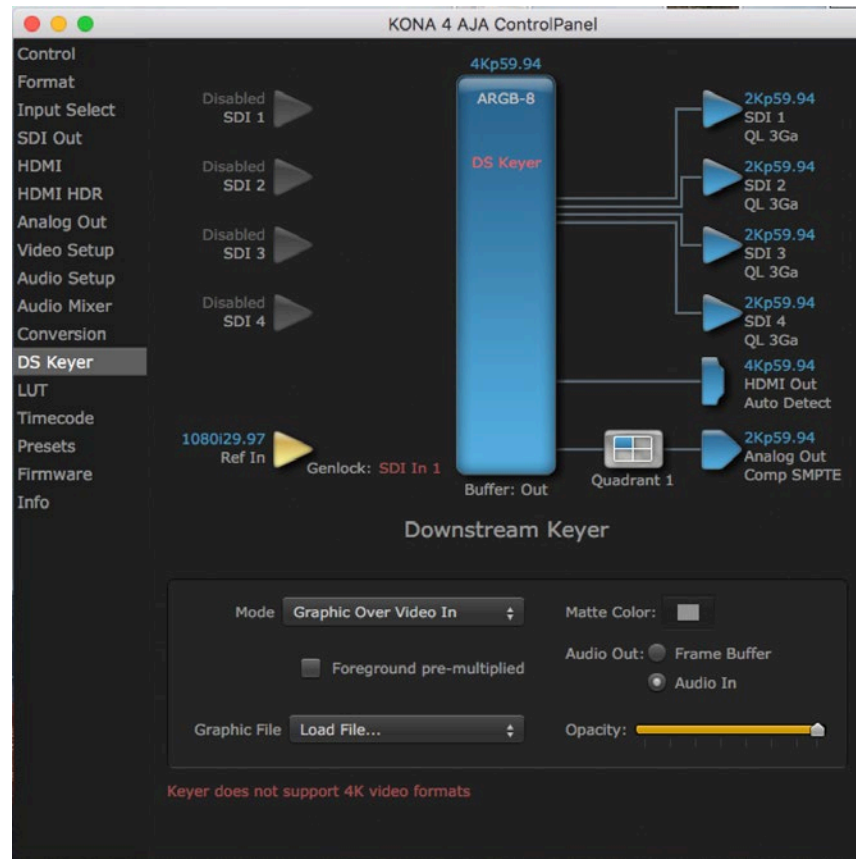 KONA 4 AJA ControlPanel
Control
Format
Input Select
SDI Out
HDMI
HDMI HDR
Analog Out
Video Setup
Audio Setup
Audio Mixer
Conversion
DS Keyer
LUT
Timecode
Presets
Firmware
Info
Disabled
SDI 1
Disabled
SDI 2
Disabled
SDI 3
Disabled
SDI 4
1080i29.97
Ref In
Genlock: SDI In 1
4Kp59.94
ARGB-8
DS Keyer
Buffer: Out
2Kp59.94
SDI 1
QL 3Ga
2Kp59.94
SDI 2
QL 3Ga
2Kp59.94
SDI 3
QL 3Ga
2Kp59.94
SDI 4
QL 3Ga
4Kp59.94
HDMI Out
Auto Detect
Quadrant 1
2Kp59.94
Analog Out
Comp SMPTE
Downstream Keyer
Mode Graphic Over Video In
Foreground pre-multiplied
Graphic File Load File...
Matte Color:
Audio Out: Frame Buffer
Audio In
Opacity:
Keyer does not support 4K video formats